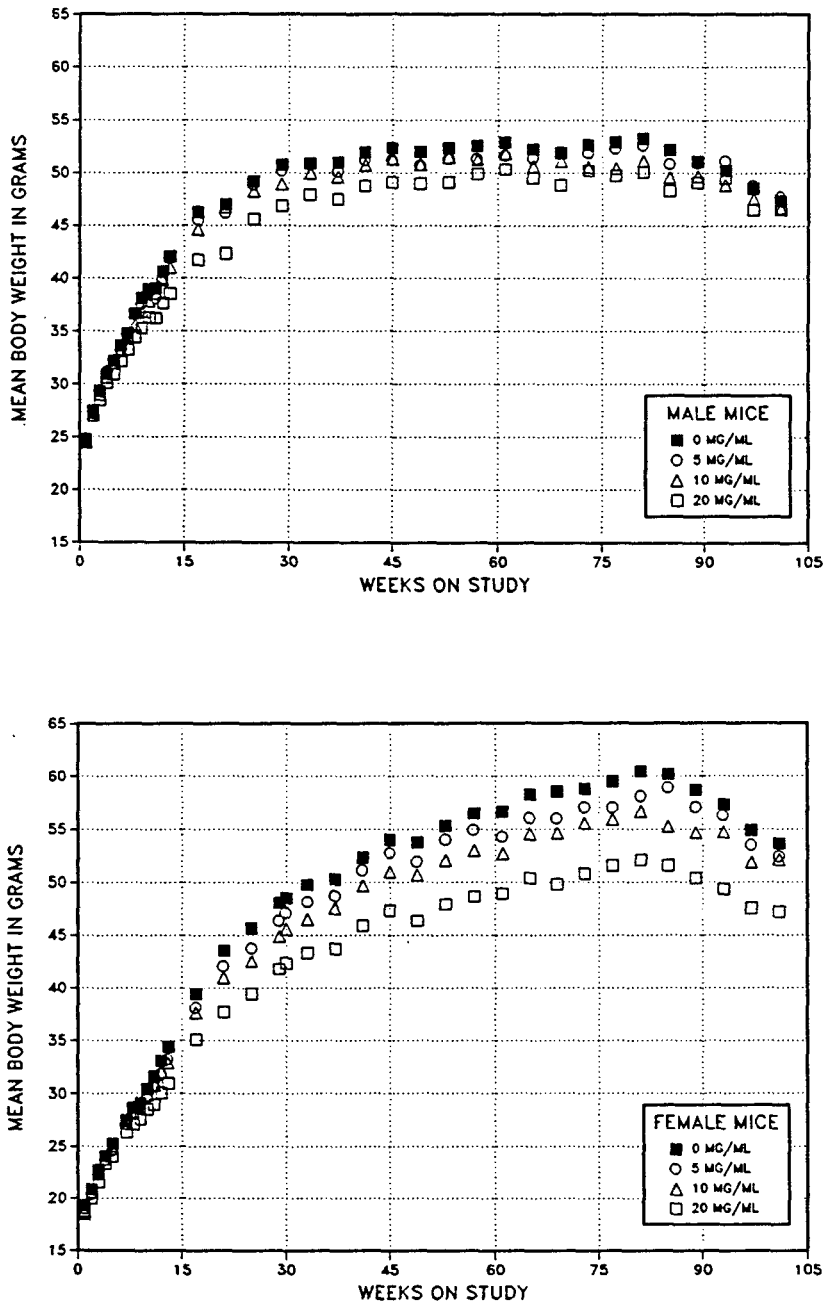 65
60
55
50
45
40
35
30
25
20
15
MEAN BODY WEIGHT IN GRAMS
MALE MICE
0 MG/ML
5 MG/ML
10 MG/ML
20 MG/ML
0 15 30 45 60 75 90 105
WEEKS ON STUDY
65
60
55
50
45
40
35
30
25
20
15
MEAN BODY WEIGHT IN GRAMS
FEMALE MICE
0 MG/ML
5 MG/ML
10 MG/ML
20 MG/ML
0 15 30 45 60 75 90 105
WEEKS ON STUDY